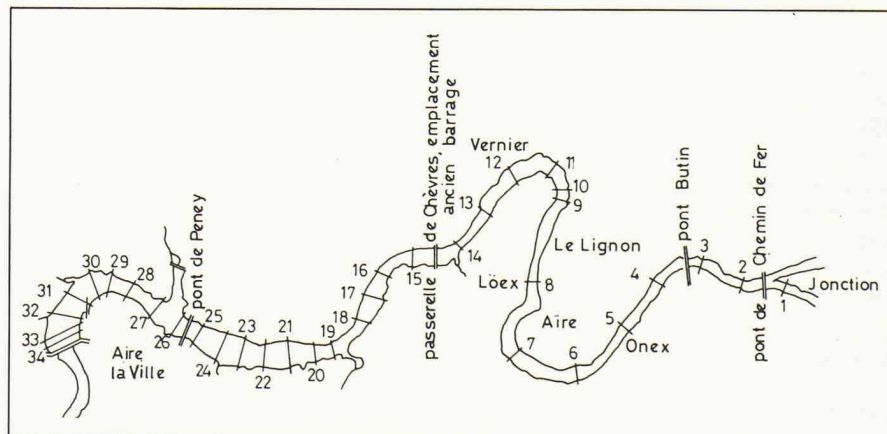 passerelle de Chèvres, emplacement
ancien barrage
Vernier
12
11
10
9
13
14
pont Butin
pont de Chemin de Fer
3
2
1
Jonction
4
Le Lignon
Löex
8
Aïre
5
Onex
7
6
pont de Peney
30
29
28
31
32
33
34
27
26
25
Aire
la Ville
24
23
22
21
20
19
18
17
16
15